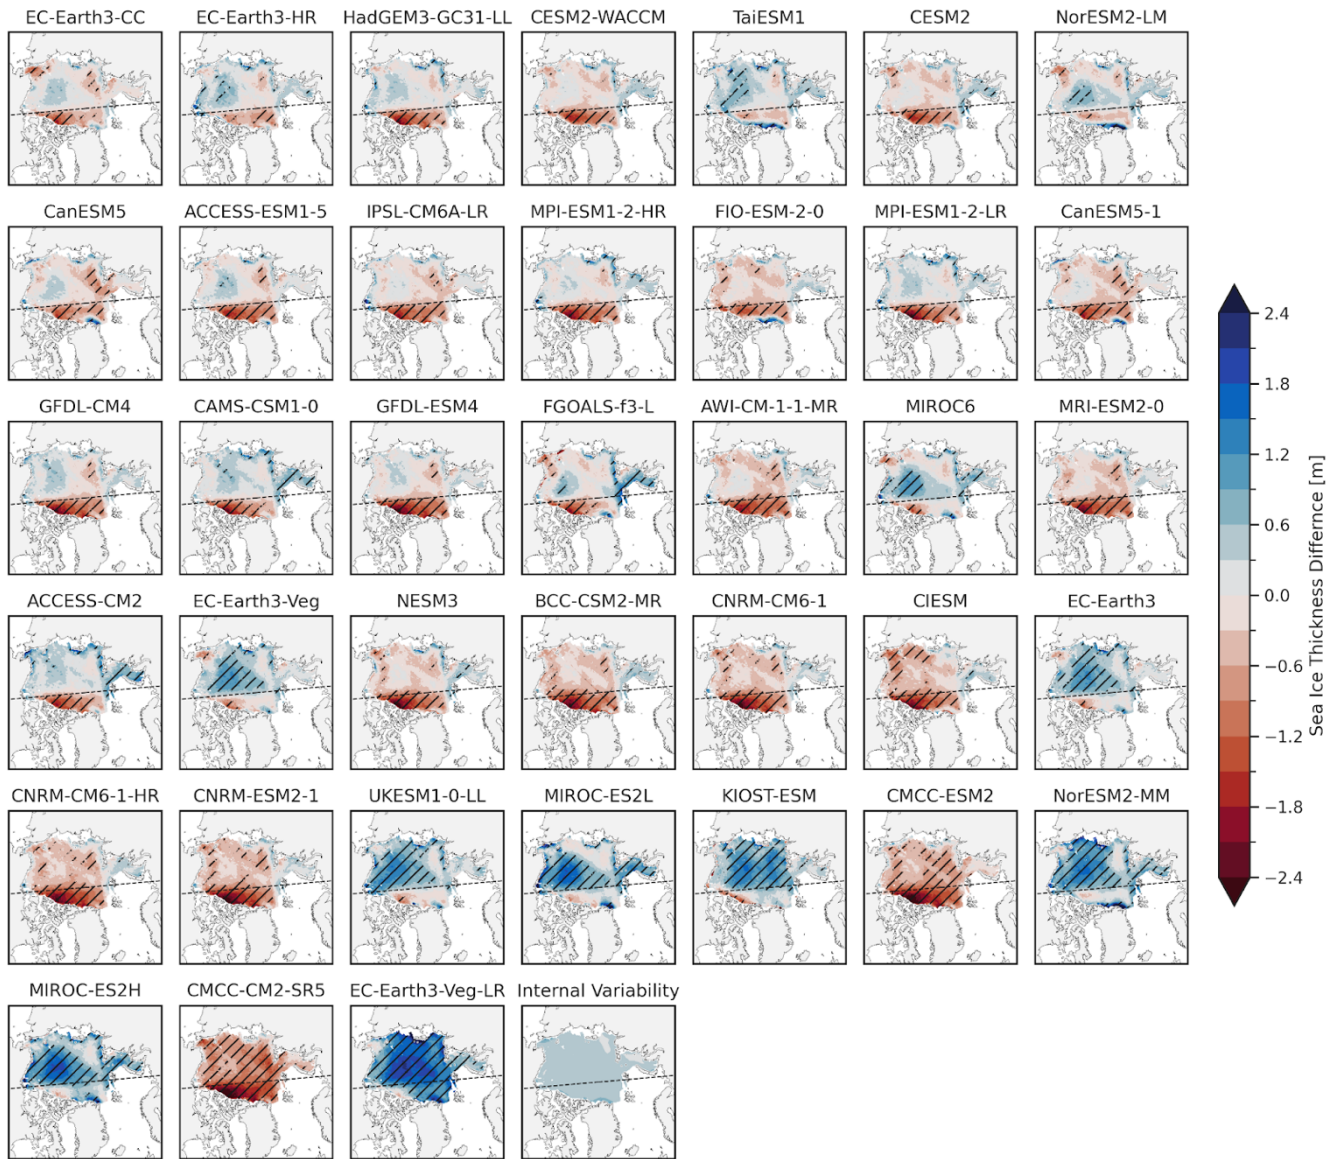 EC-Earth3-CC EC-Earth3-HR HadGEM3-GC31-LL CESM2-WACCM TaiESM1 CESM2 NorESM2-LM
CanESM5 ACCESS-ESM1-5 IPSL-CM6A-LR MPI-ESM1-2-HR FIO-ESM-2-0 MPI-ESM1-2-LR CanESM5-1
GFDL-CM4 CAMS-CSM1-0 GFDL-ESM4 FGOALS-f3-L AWI-CM-1-1-MR MIROC6 MRI-ESM2-0
ACCESS-CM2 EC-Earth3-Veg NESM3 BCC-CSM2-MR CNRM-CM6-1 CIESM EC-Earth3
CNRM-CM6-1-HR CNRM-ESM2-1 UKESM1-0-LL MIROC-ES2L KIOST-ESM CMCC-ESM2 NorESM2-MM
MIROC-ES2H CMCC-CM2-SR5 EC-Earth3-Veg-LR Internal Variability
2.4
1.8
1.2
0.6
0.0
−0.6
−1.2
−1.8
−2.4
Sea Ice Thickness Differnce [m]